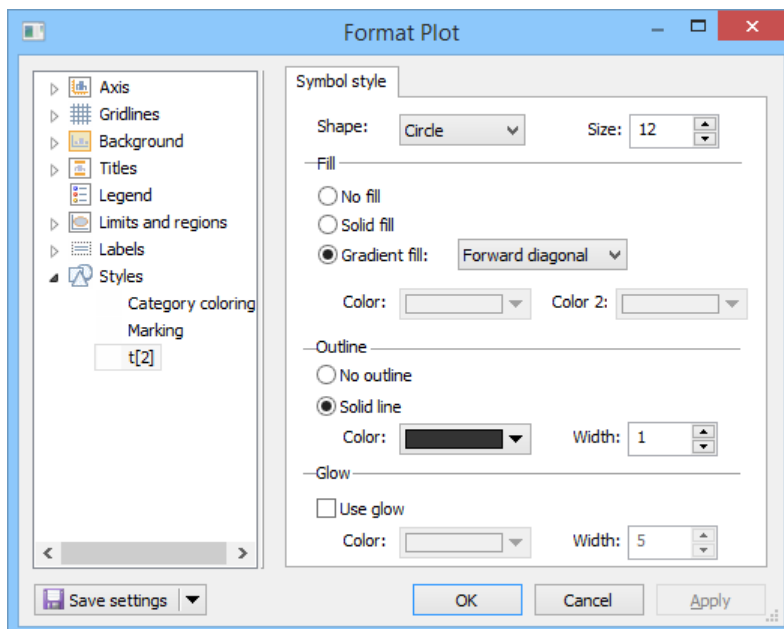 Format Plot
Axis
Gridlines
Background
Titles
Legend
Limits and regions
Labels
Styles
Category coloring
Marking
t[2]
Symbol style
Shape: Circle Size: 12
Fill
No fill
Solid fill
Gradient fill: Forward diagonal
Color: Color 2:
Outline
No outline
Solid line
Color: Width: 1
Glow
Use glow
Color: Width: 5
Save settings OK Cancel Apply